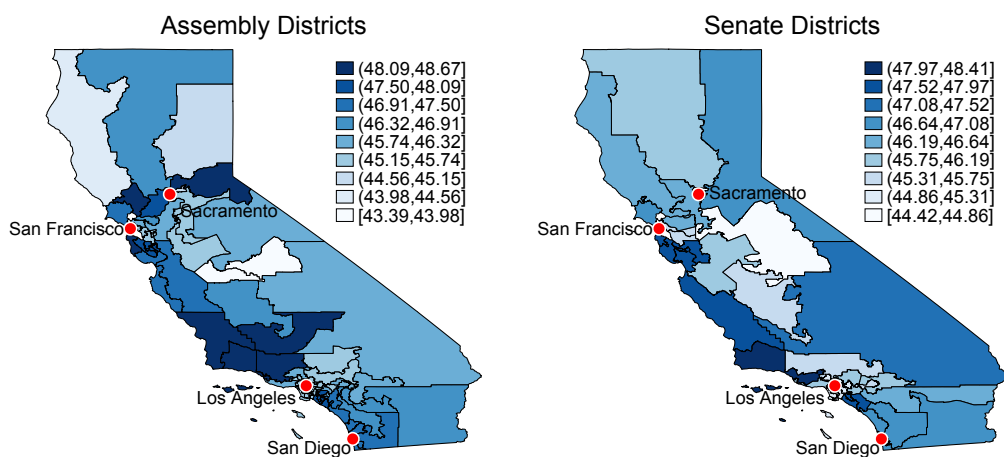 Assembly Districts
(48.09,48.67]
(47.50,48.09]
(46.91,47.50]
(46.32,46.91]
(45.74,46.32]
(45.15,45.74]
(44.56,45.15]
(43.98,44.56]
[43.39,43.98]
Sacramento
San Francisco
Los Angeles
San Diego
Senate Districts
(47.97,48.41]
(47.52,47.97]
(47.08,47.52]
(46.64,47.08]
(46.19,46.64]
(45.75,46.19]
(45.31,45.75]
(44.86,45.31]
[44.42,44.86]
Sacramento
San Francisco
Los Angeles
San Diego